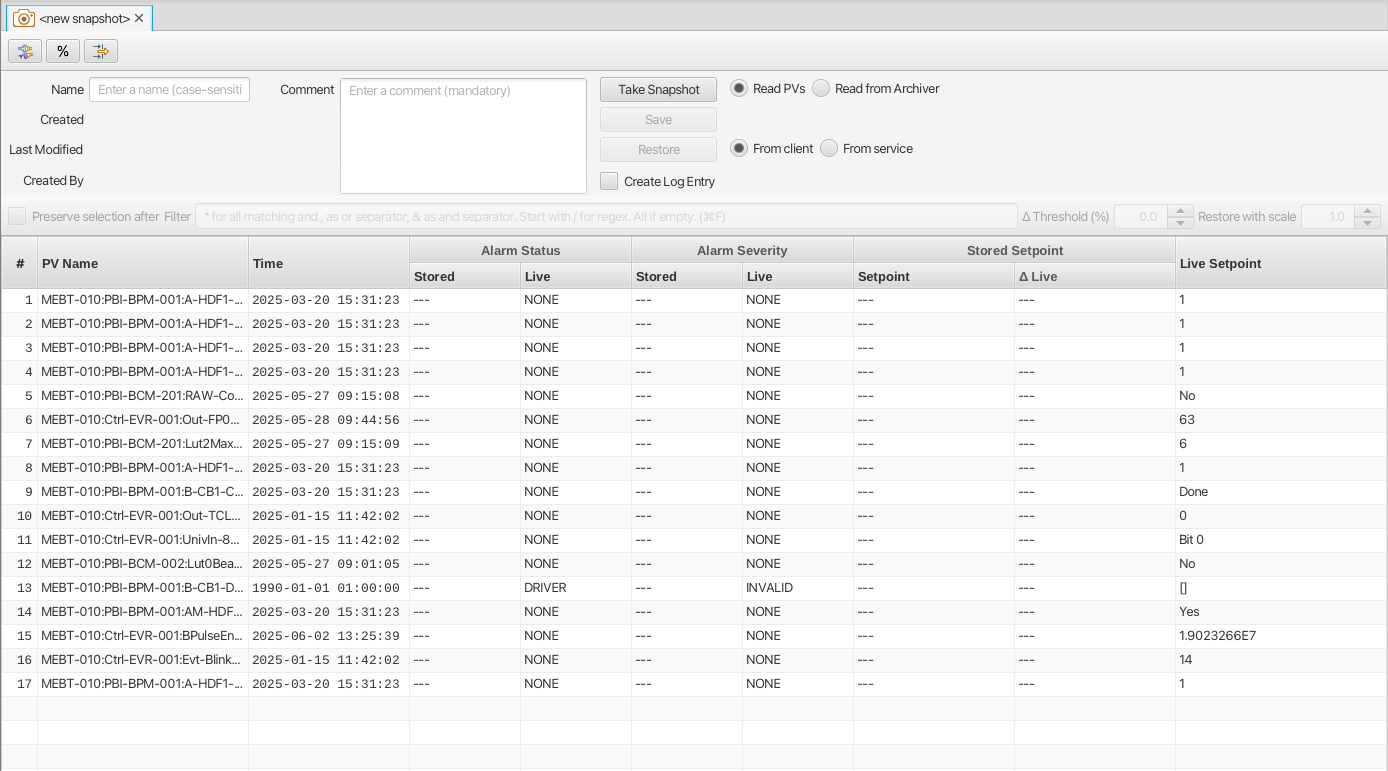 <new snapshot> ✕
%
Name Enter a name (case-sensiti Comment Enter a comment (mandatory) Take Snapshot Read PVs Read from Archiver
Created Save
Last Modified Restore From client From service
Created By Create Log Entry
Preserve selection after Filter * for all matching and , as or separator, & as and separator. Start with / for regex. All if empty. (⌘F) Δ Threshold (%) 0.0 Restore with scale 1.0
# PV Name Time Alarm Status Alarm Severity Stored Setpoint Live Setpoint
Stored Live Stored Live Setpoint Δ Live
1 MEBT-010:PBI-BPM-001:A-HDF1-... 2025-03-20 15:31:23 --- NONE --- NONE --- --- 1
2 MEBT-010:PBI-BPM-001:A-HDF1-... 2025-03-20 15:31:23 --- NONE --- NONE --- --- 1
3 MEBT-010:PBI-BPM-001:A-HDF1-... 2025-03-20 15:31:23 --- NONE --- NONE --- --- 1
4 MEBT-010:PBI-BPM-001:A-HDF1-... 2025-03-20 15:31:23 --- NONE --- NONE --- --- 1
5 MEBT-010:PBI-BCM-201:RAW-Co... 2025-05-27 09:15:08 --- NONE --- NONE --- --- No
6 MEBT-010:Ctrl-EVR-001:Out-FP0... 2025-05-28 09:44:56 --- NONE --- NONE --- --- 63
7 MEBT-010:PBI-BCM-201:Lut2Max... 2025-05-27 09:15:09 --- NONE --- NONE --- --- 6
8 MEBT-010:PBI-BPM-001:A-HDF1-... 2025-03-20 15:31:23 --- NONE --- NONE --- --- 1
9 MEBT-010:PBI-BPM-001:B-CB1-C... 2025-03-20 15:31:23 --- NONE --- NONE --- --- Done
10 MEBT-010:Ctrl-EVR-001:Out-TCL... 2025-01-15 11:42:02 --- NONE --- NONE --- --- 0
11 MEBT-010:Ctrl-EVR-001:UnivIn-8... 2025-01-15 11:42:02 --- NONE --- NONE --- --- Bit 0
12 MEBT-010:PBI-BCM-002:Lut0Bea... 2025-05-27 09:01:05 --- NONE --- NONE --- --- No
13 MEBT-010:PBI-BPM-001:B-CB1-D... 1990-01-01 01:00:00 --- DRIVER --- INVALID --- --- []
14 MEBT-010:PBI-BPM-001:AM-HDF... 2025-03-20 15:31:23 --- NONE --- NONE --- --- Yes
15 MEBT-010:Ctrl-EVR-001:BPulseEn... 2025-06-02 13:25:39 --- NONE --- NONE --- --- 1.9023266E7
16 MEBT-010:Ctrl-EVR-001:Evt-Blink... 2025-01-15 11:42:02 --- NONE --- NONE --- --- 14
17 MEBT-010:PBI-BPM-001:A-HDF1-... 2025-03-20 15:31:23 --- NONE --- NONE --- --- 1